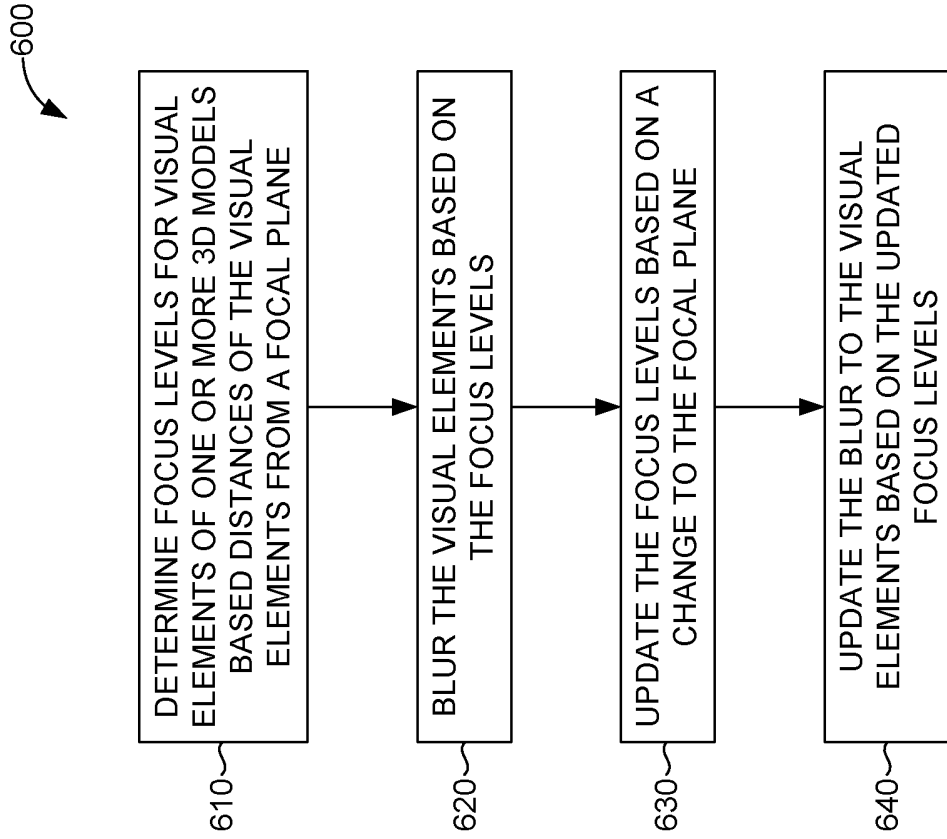 600
610
DETERMINE FOCUS LEVELS FOR VISUAL
ELEMENTS OF ONE OR MORE 3D MODELS
BASED DISTANCES OF THE VISUAL
ELEMENTS FROM A FOCAL PLANE
620
BLUR THE VISUAL ELEMENTS BASED ON
THE FOCUS LEVELS
630
UPDATE THE FOCUS LEVELS BASED ON A
CHANGE TO THE FOCAL PLANE
640
UPDATE THE BLUR TO THE VISUAL
ELEMENTS BASED ON THE UPDATED
FOCUS LEVELS